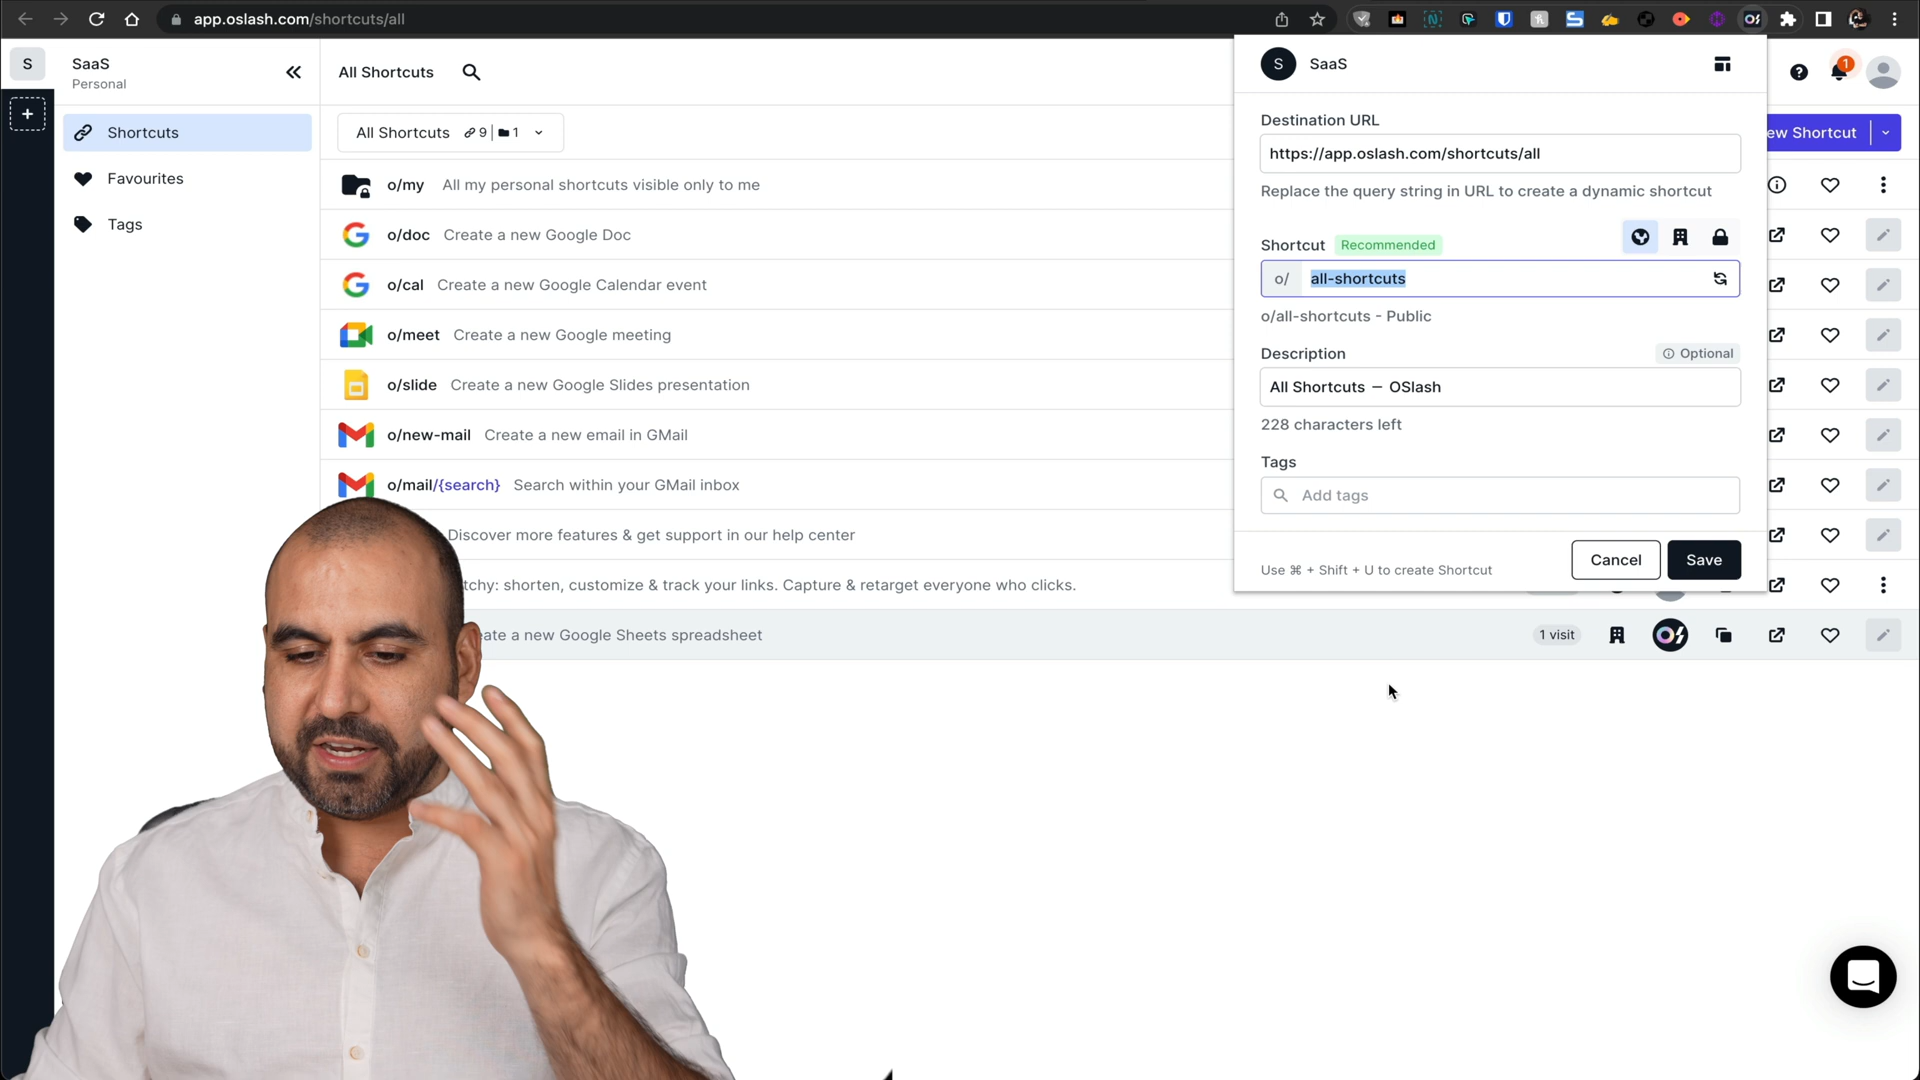 app.oslash.com/shortcuts/all
S
SaaS
Personal
Shortcuts
Favourites
Tags
All Shortcuts
All Shortcuts 9 | 1
o/my All my personal shortcuts visible only to me
o/doc Create a new Google Doc
o/cal Create a new Google Calendar event
o/meet Create a new Google meeting
o/slide Create a new Google Slides presentation
o/new-mail Create a new email in GMail
o/mail/{search} Search within your GMail inbox
Discover more features & get support in our help center
tchy: shorten, customize & track your links. Capture & retarget everyone who clicks.
eate a new Google Sheets spreadsheet
1 visit
S SaaS
1
ew Shortcut
Destination URL
https://app.oslash.com/shortcuts/all
Replace the query string in URL to create a dynamic shortcut
Shortcut Recommended
o/ all-shortcuts
o/all-shortcuts - Public
Description Optional
All Shortcuts — OSlash
228 characters left
Tags
Add tags
Use ⌘ + Shift + U to create Shortcut
Cancel
Save